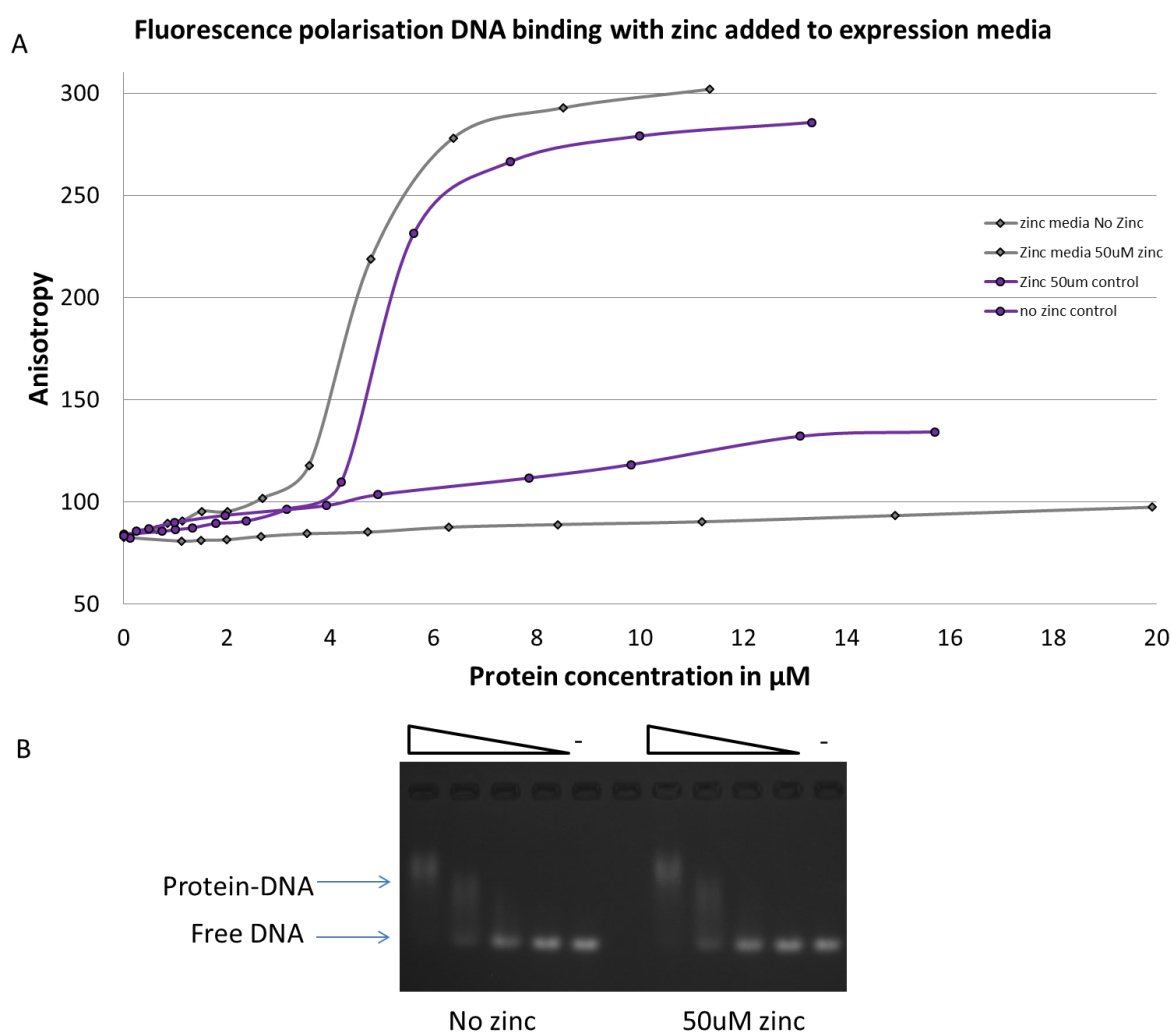 A
Fluorescence polarisation DNA binding with zinc added to expression media
300
250
200
150
100
50
Anisotropy
zinc media No Zinc
Zinc media 50uM zinc
Zinc 50um control
no zinc control
0 2 4 6 8 10 12 14 16 18 20
Protein concentration in µM
B
- -
Protein-DNA
Free DNA
No zinc 50uM zinc